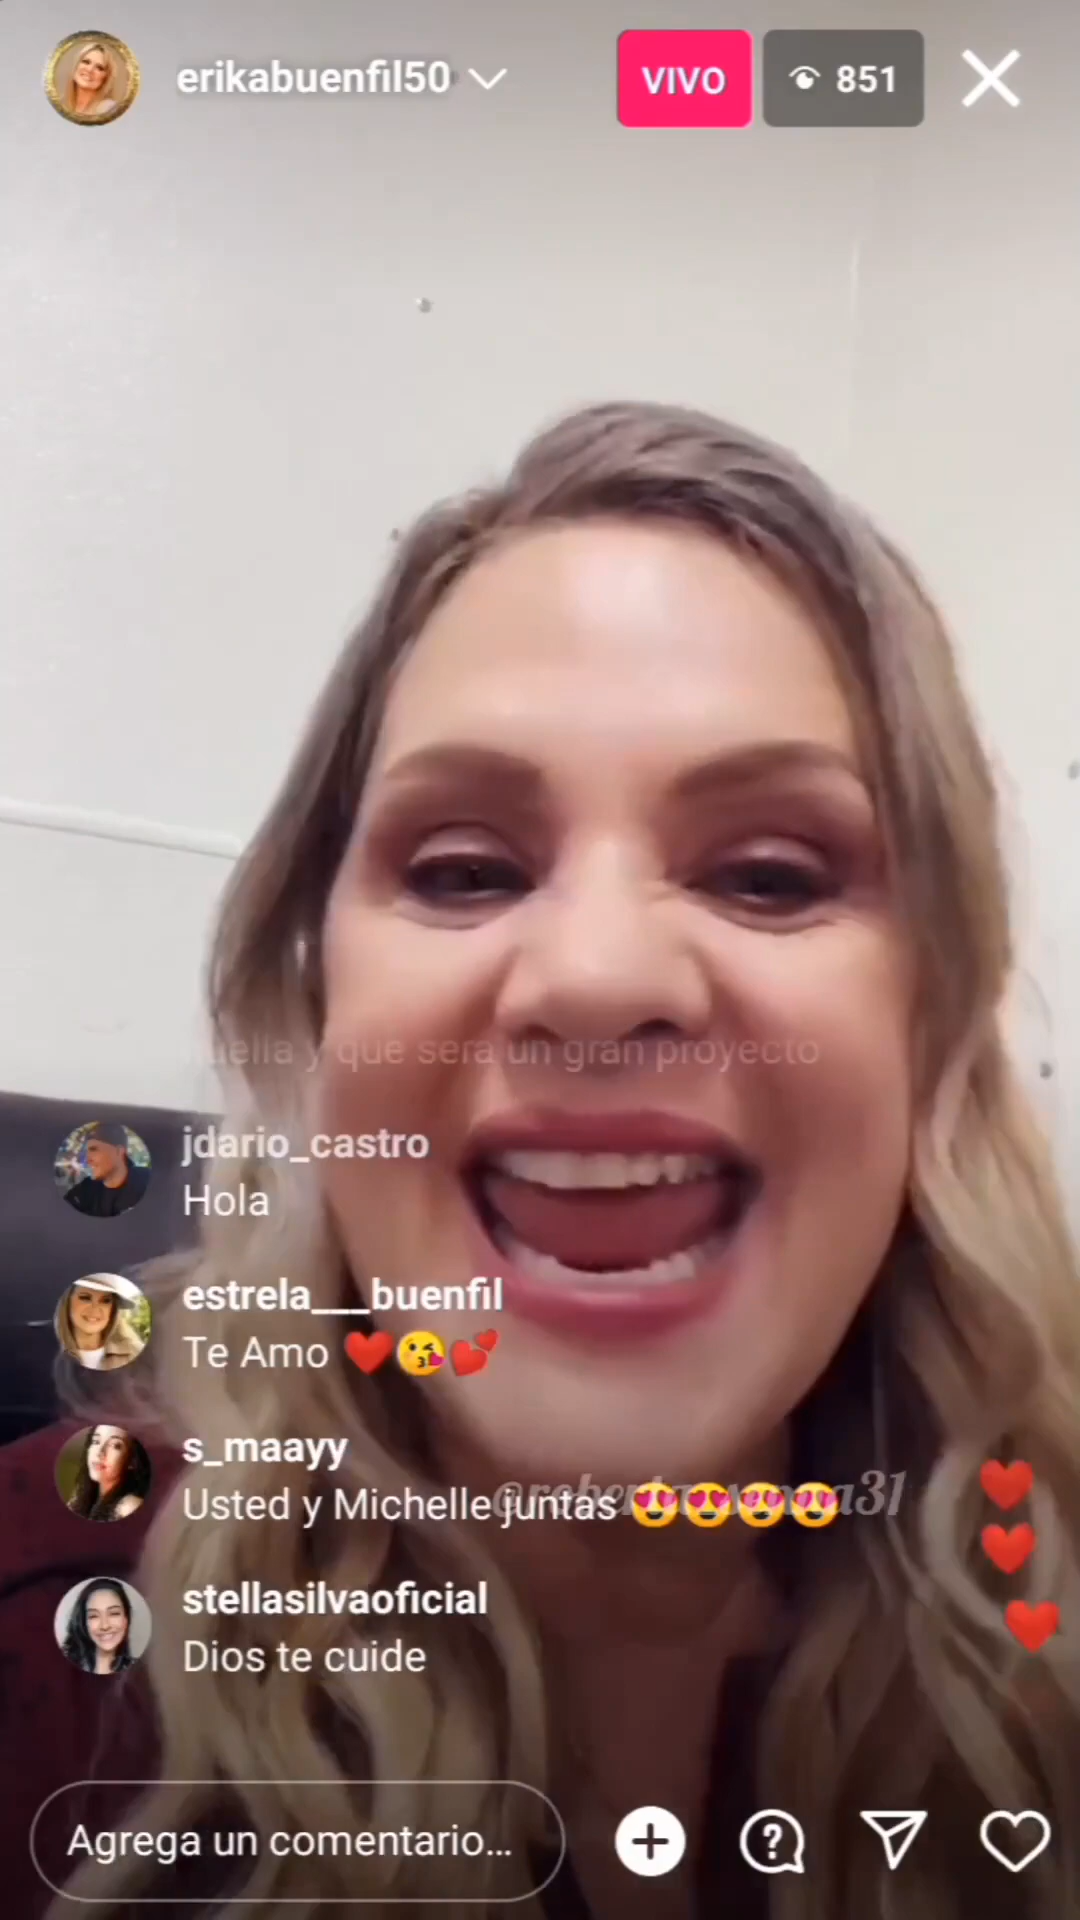 erikabuenfil50
VIVO
851
y que sera un gran proyecto
jdario_castro
Hola
estrela___buenfil
Te Amo ❤️😘💕
s_maayy
Usted y Michelle juntas 😍😍😍😍
stellasilvaoficial
Dios te cuide
Agrega un comentario...